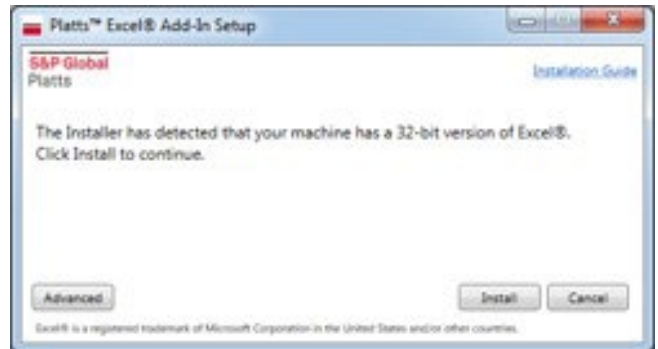 Platts™ Excel® Add-In Setup
S&P Global
Platts
Installation Guide
The Installer has detected that your machine has a 32-bit version of Excel®.
Click Install to continue.
Advanced
Install
Cancel
Excel® is a registered trademark of Microsoft Corporation in the United States and/or other countries.